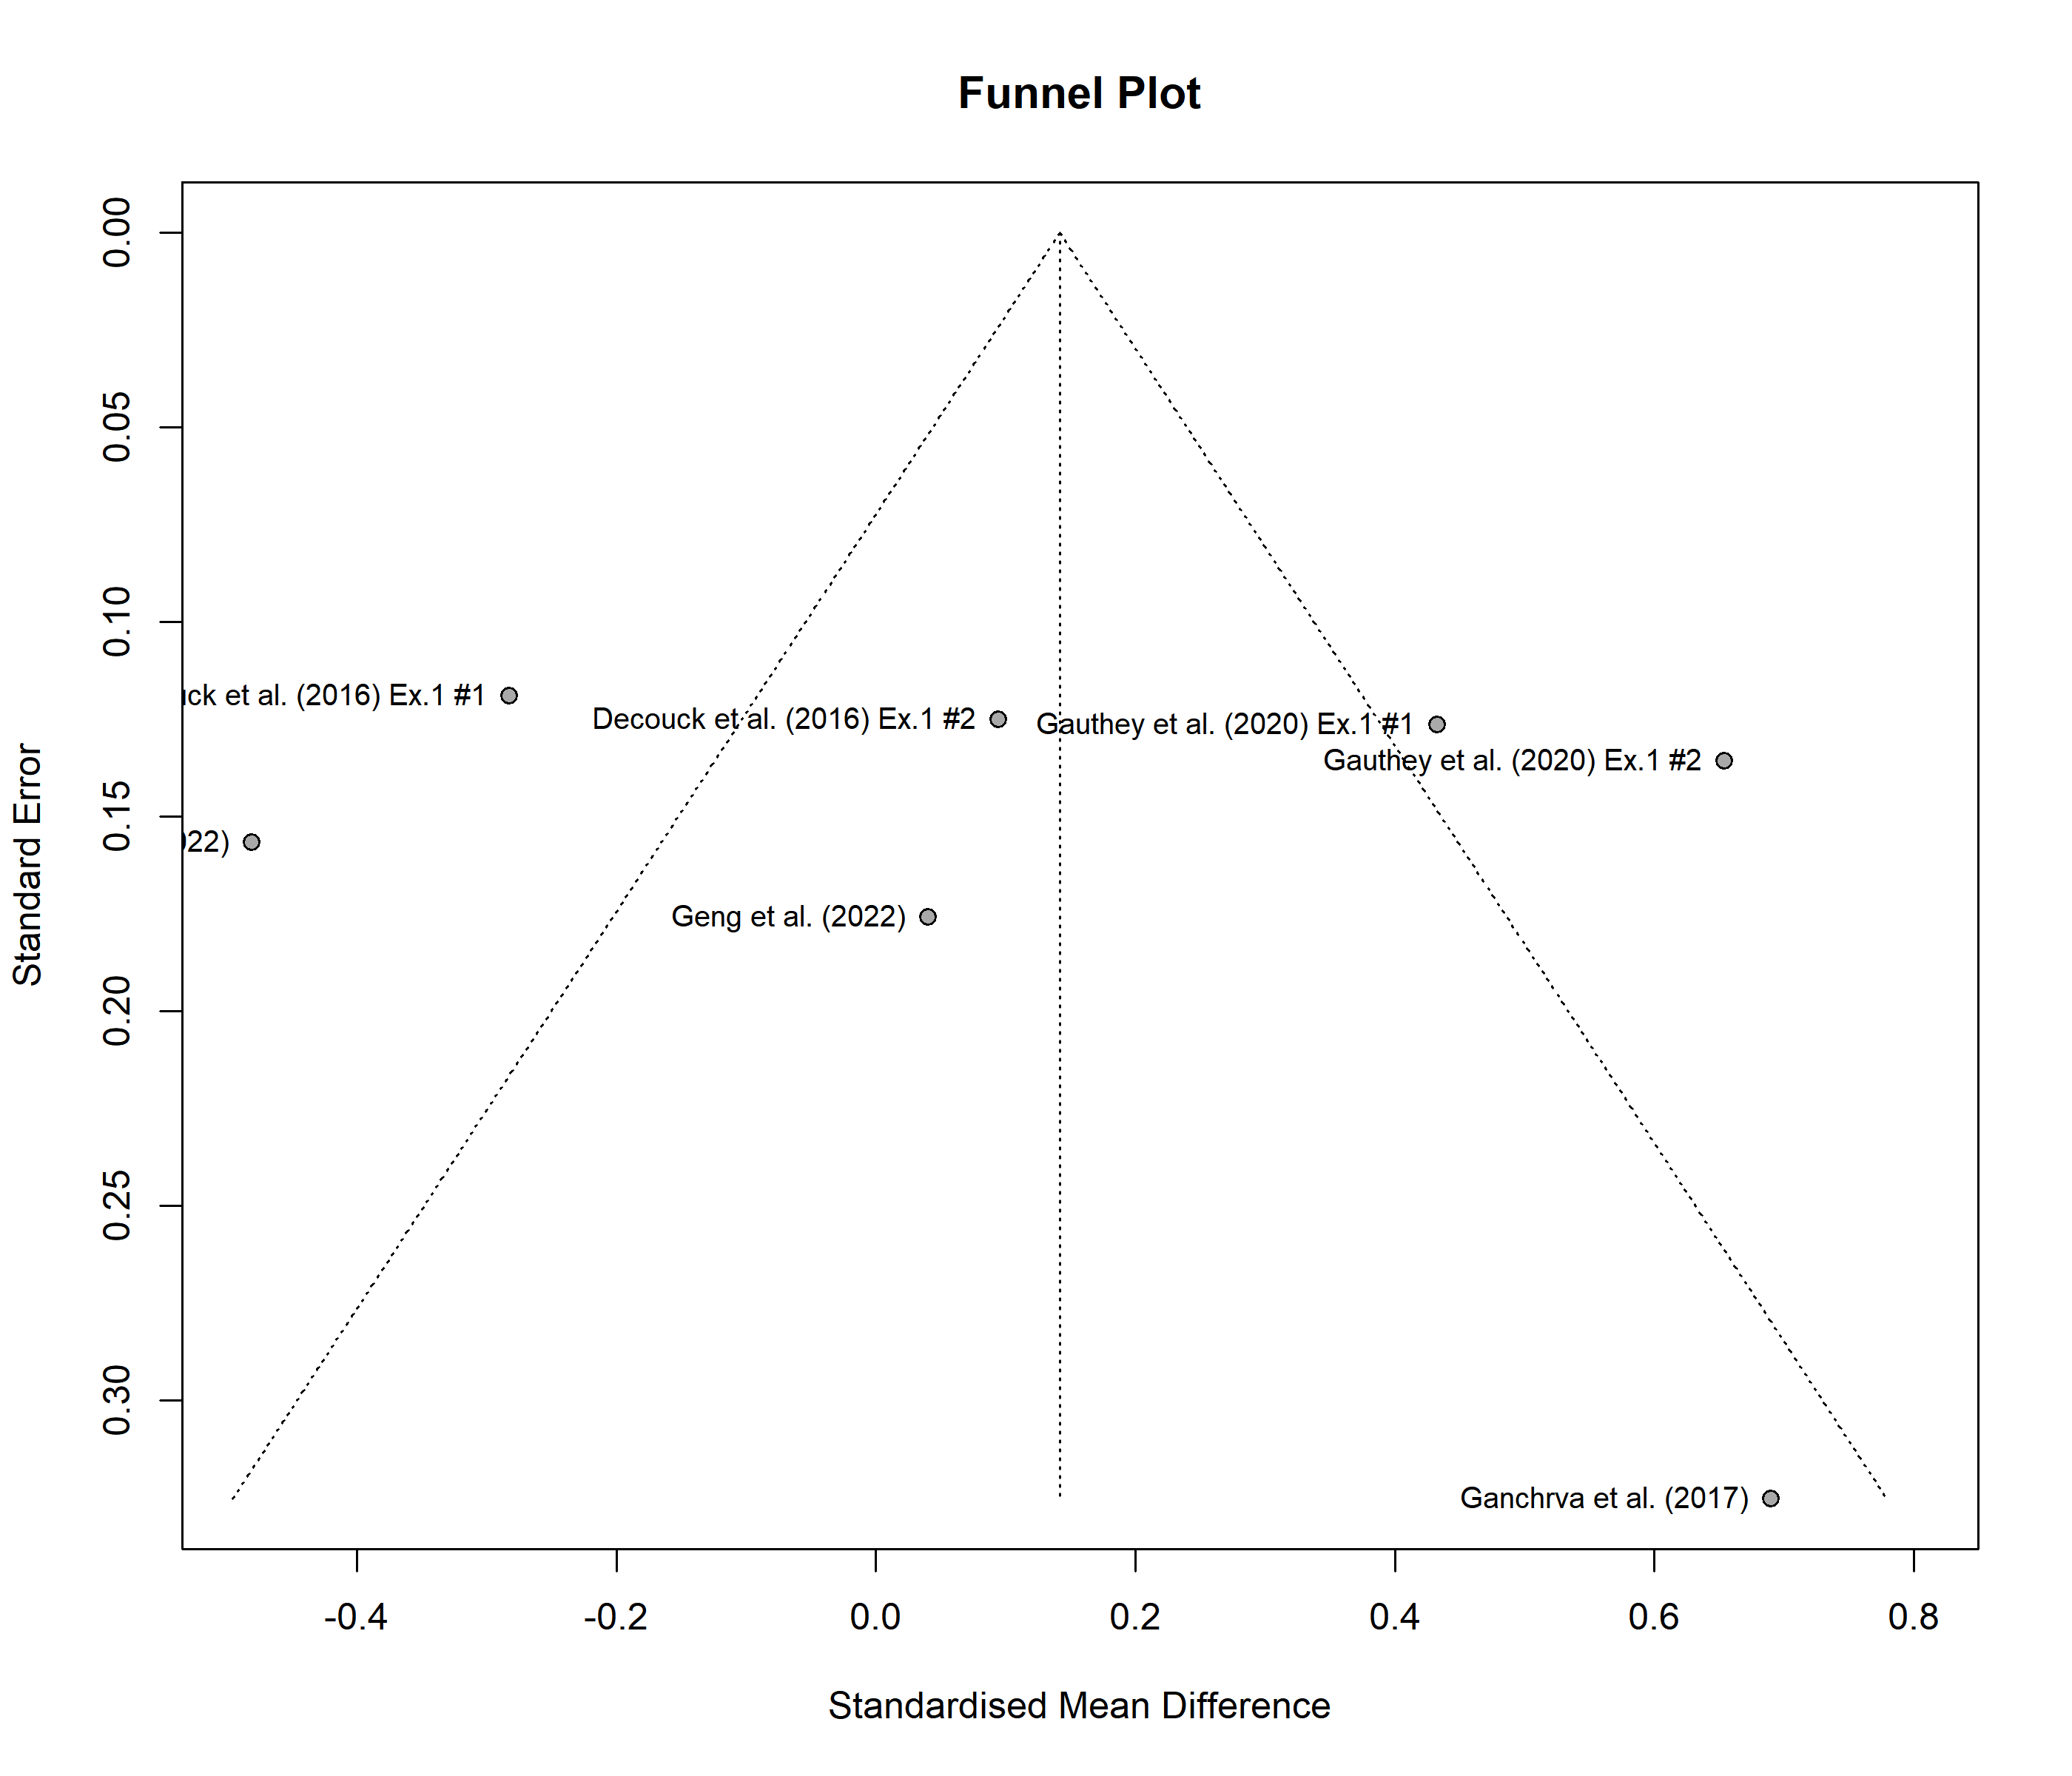 Funnel Plot
0.00
0.05
0.10
0.15
0.20
0.25
0.30
Standard Error
ck et al. (2016) Ex.1 #1
Decouck et al. (2016) Ex.1 #2
Gauthey et al. (2020) Ex.1 #1
Gauthey et al. (2020) Ex.1 #2
22)
Geng et al. (2022)
Ganchrva et al. (2017)
-0.4 -0.2 0.0 0.2 0.4 0.6 0.8
Standardised Mean Difference